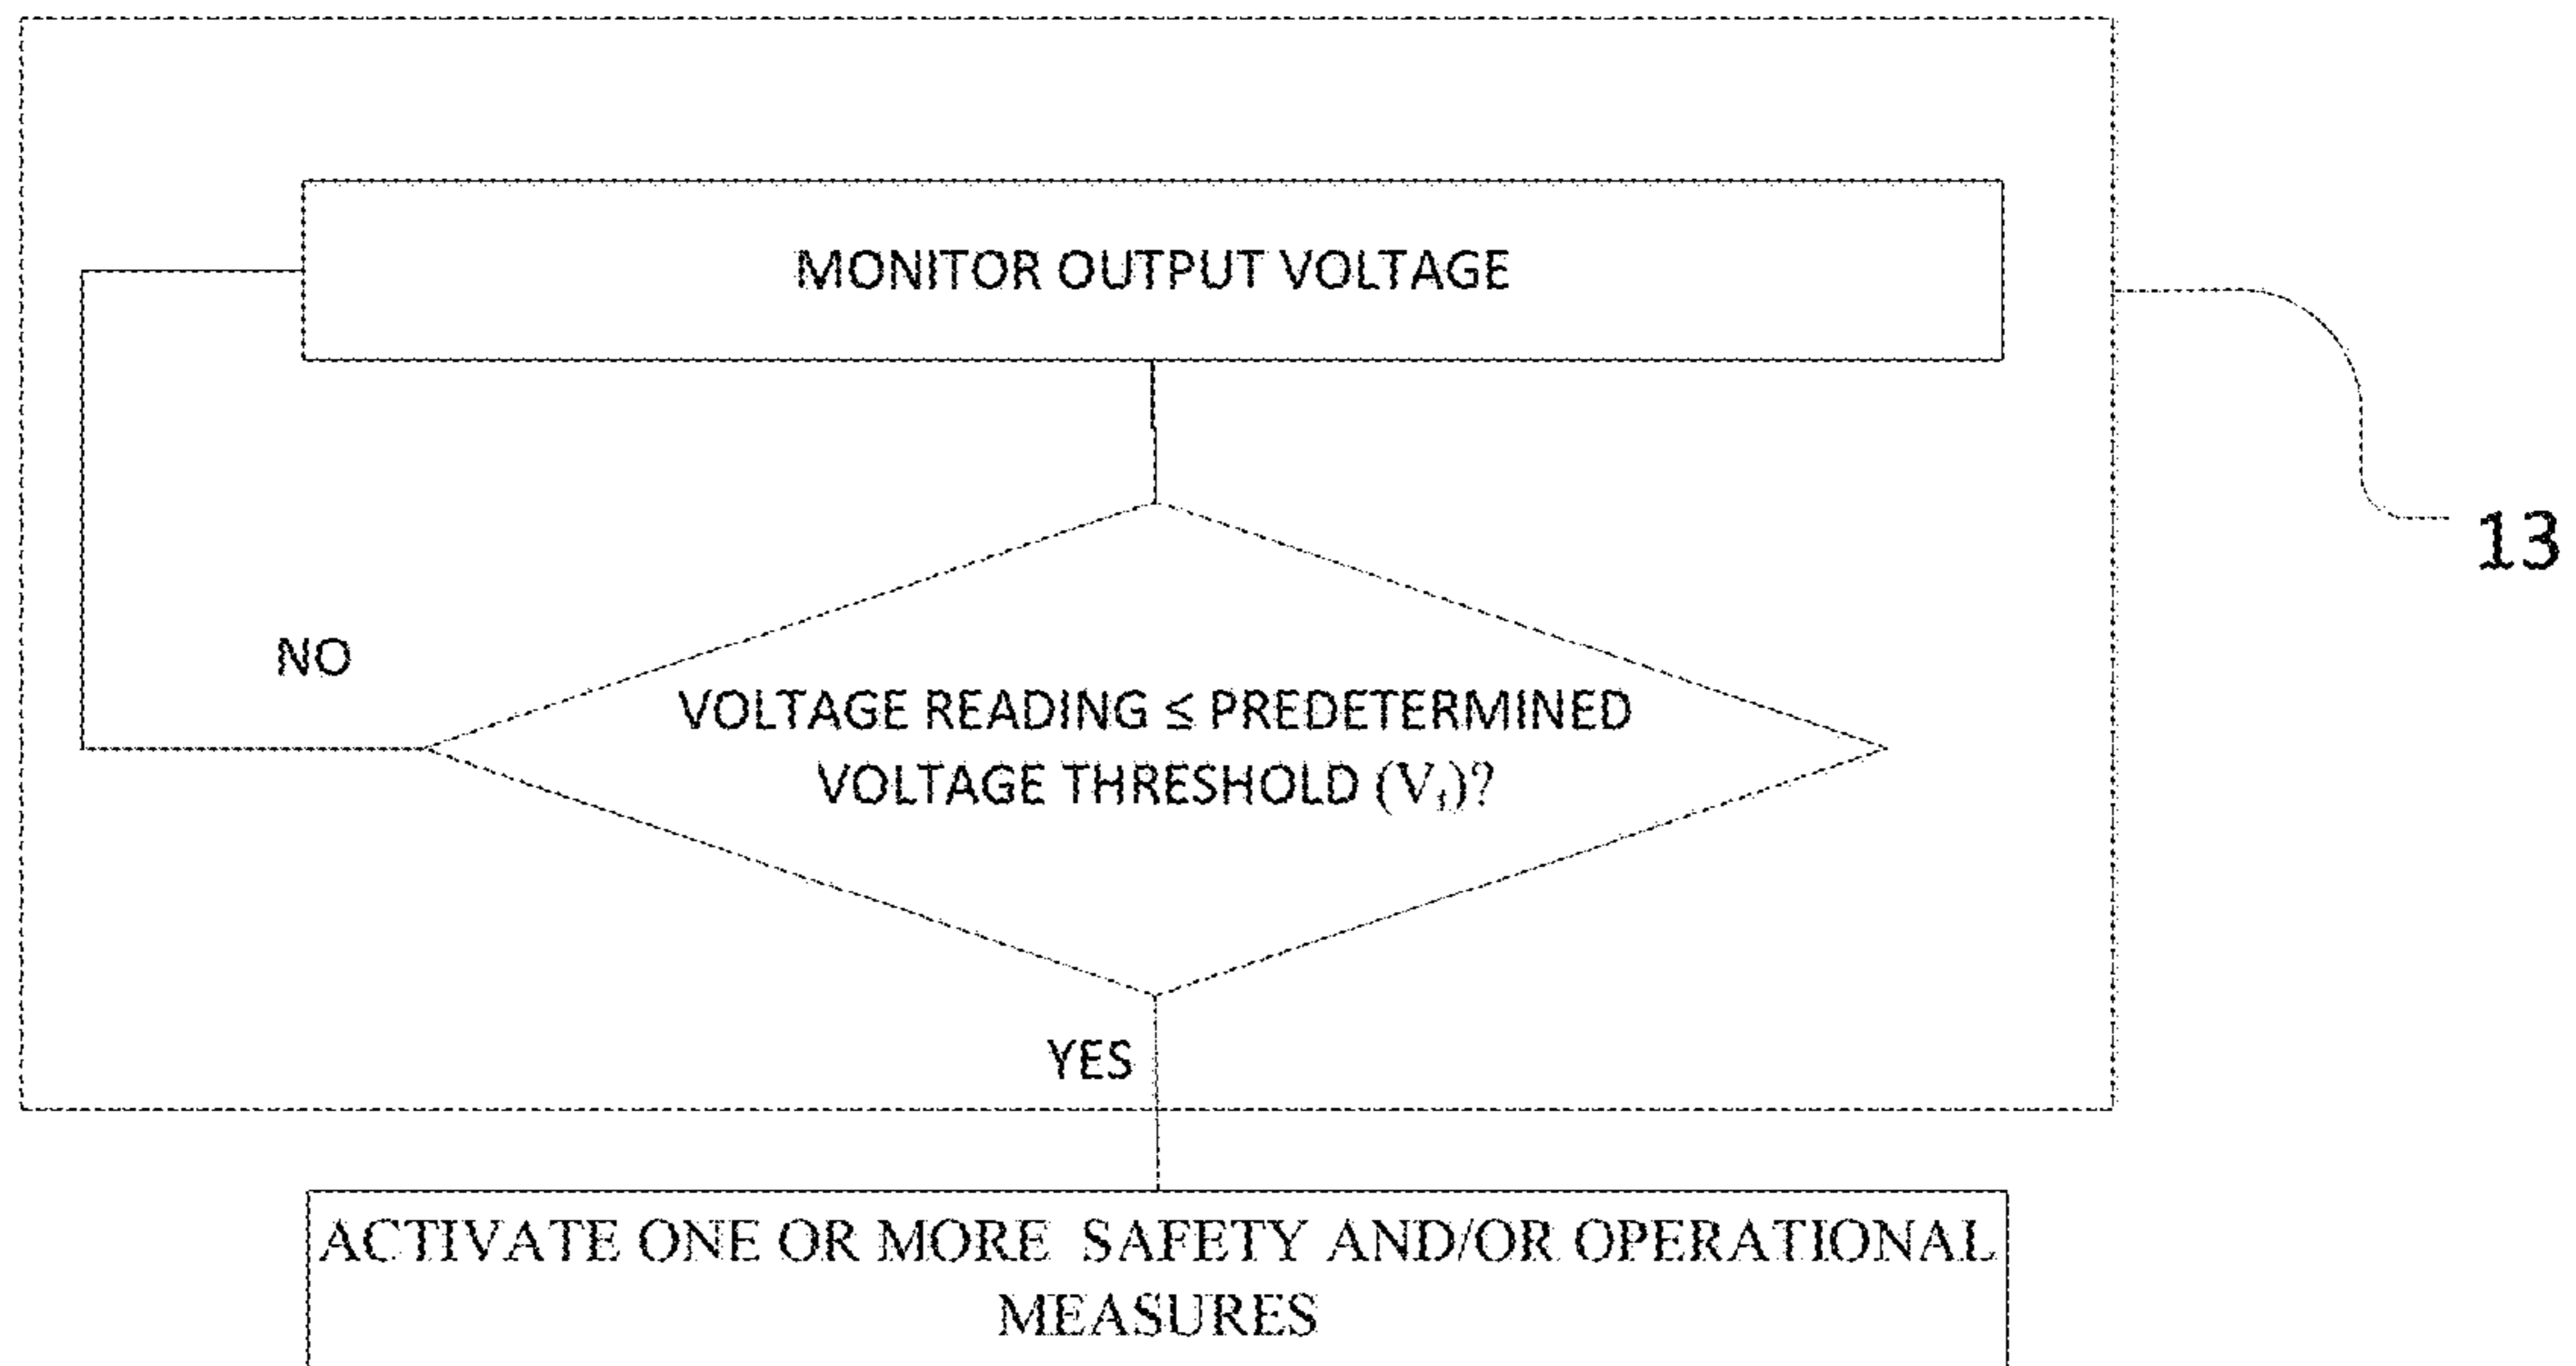 MONITOR OUTPUT VOLTAGE
13
NO
VOLTAGE READING ≤ PREDETERMINED
VOLTAGE THRESHOLD (Vt)?
YES
ACTIVATE ONE OR MORE SAFETY AND/OR OPERATIONAL
MEASURES